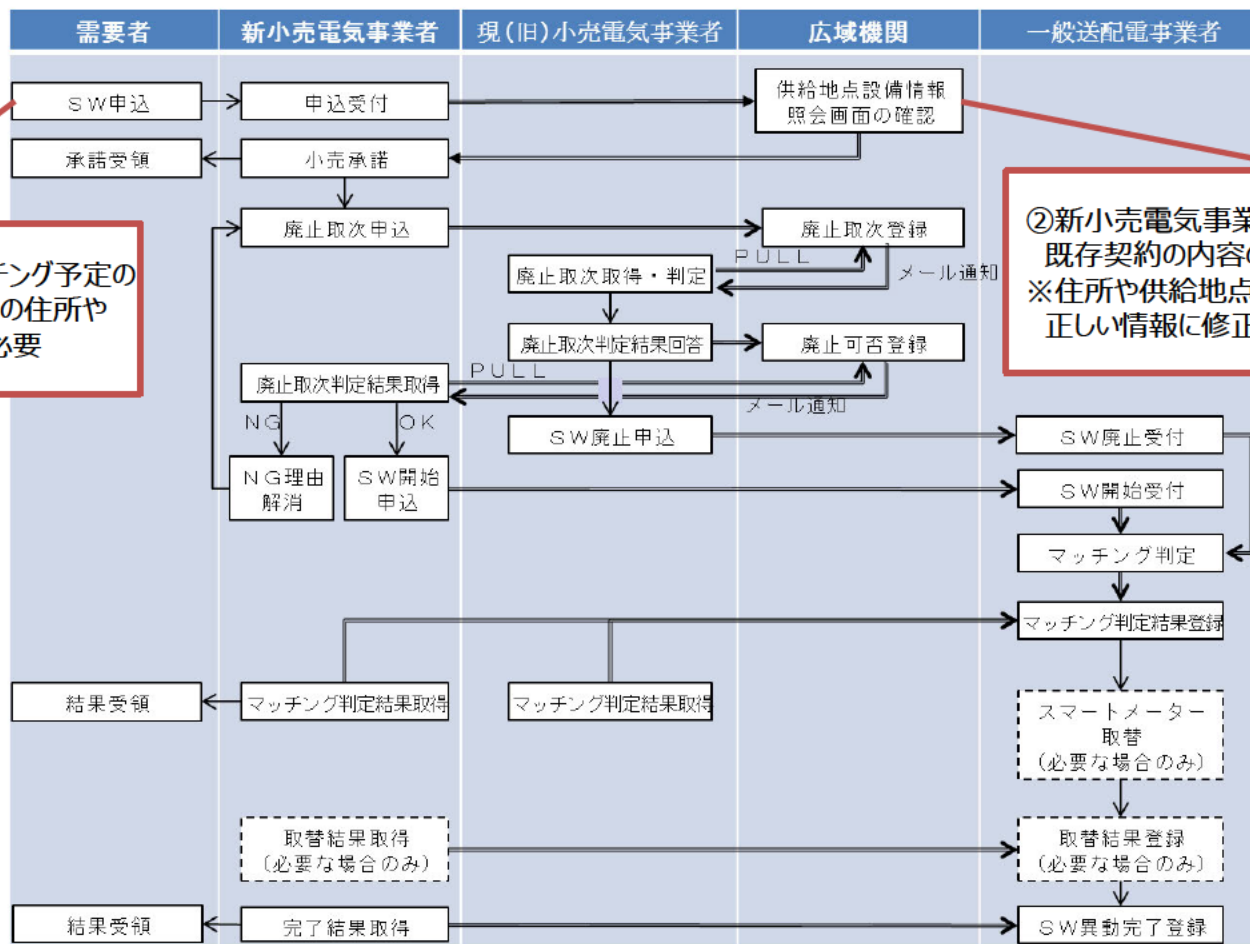 需要者
新小売電気事業者
現(旧)小売電気事業者
広域機関
一般送配電事業者
SW申込
申込受付
供給地点設備情報
照会画面の確認
承諾受領
小売承諾
チング予定の
の住所や
必要
②新小売電気事業
既存契約の内容の
※住所や供給地点
正しい情報に修正
廃止取次申込
廃止取次登録
PULL
メール通知
廃止取次取得・判定
廃止取次判定結果回答
廃止可否登録
廃止取次判定結果取得
PULL
メール通知
NG
OK
SW廃止申込
SW廃止受付
NG理由
解消
SW開始
申込
SW開始受付
マッチング判定
マッチング判定結果登録
結果受領
マッチング判定結果取得
マッチング判定結果取得
スマートメーター
取替
(必要な場合のみ)
取替結果取得
(必要な場合のみ)
取替結果登録
(必要な場合のみ)
結果受領
完了結果取得
SW異動完了登録